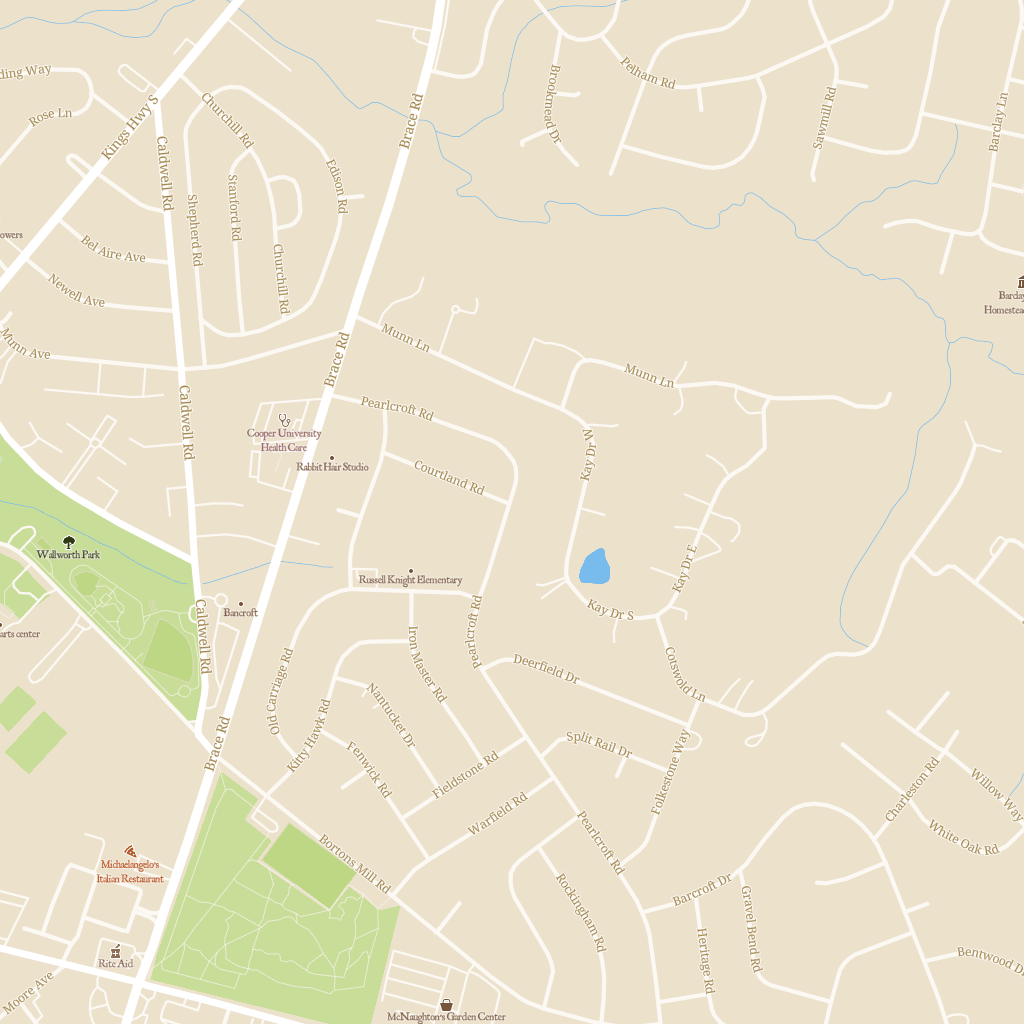 ding Way
Rose Ln
Kings Hwy S
Churchill Rd
Caldwell Rd
Stanford Rd
Shepherd Rd
Edison Rd
Churchill Rd
Brace Rd
Brookmead Dr
Pelham Rd
Sawmill Rd
Barclay Ln
owers
Bel Aire Ave
Newell Ave
Munn Ave
Barclay
Homestead
Munn Ln
Munn Ln
Brace Rd
Pearlcroft Rd
Caldwell Rd
Cooper University
Health Care
Rabbit Hair Studio
Courtland Rd
Kay Dr W
Wallworth Park
Russell Knight Elementary
Kay Dr E
Kay Dr S
Bancroft
arts center
Caldwell Rd
Pearlcroft Rd
Iron Master Rd
Old Carriage Rd
Deerfield Dr
Cotswold Ln
Nantucket Dr
Kitty Hawk Rd
Brace Rd
Split Rail Dr
Folkestone Way
Fenwick Rd
Fieldstone Rd
Warfield Rd
Willow Way
Charleston Rd
White Oak Rd
Pearlcroft Rd
Bortons Mill Rd
Michaelangelo's
Italian Restaurant
Barcroft Dr
Rockingham Rd
Gravel Bend Rd
Heritage Rd
Bentwood Dr
Rite Aid
Moore Ave
McNaughton's Garden Center